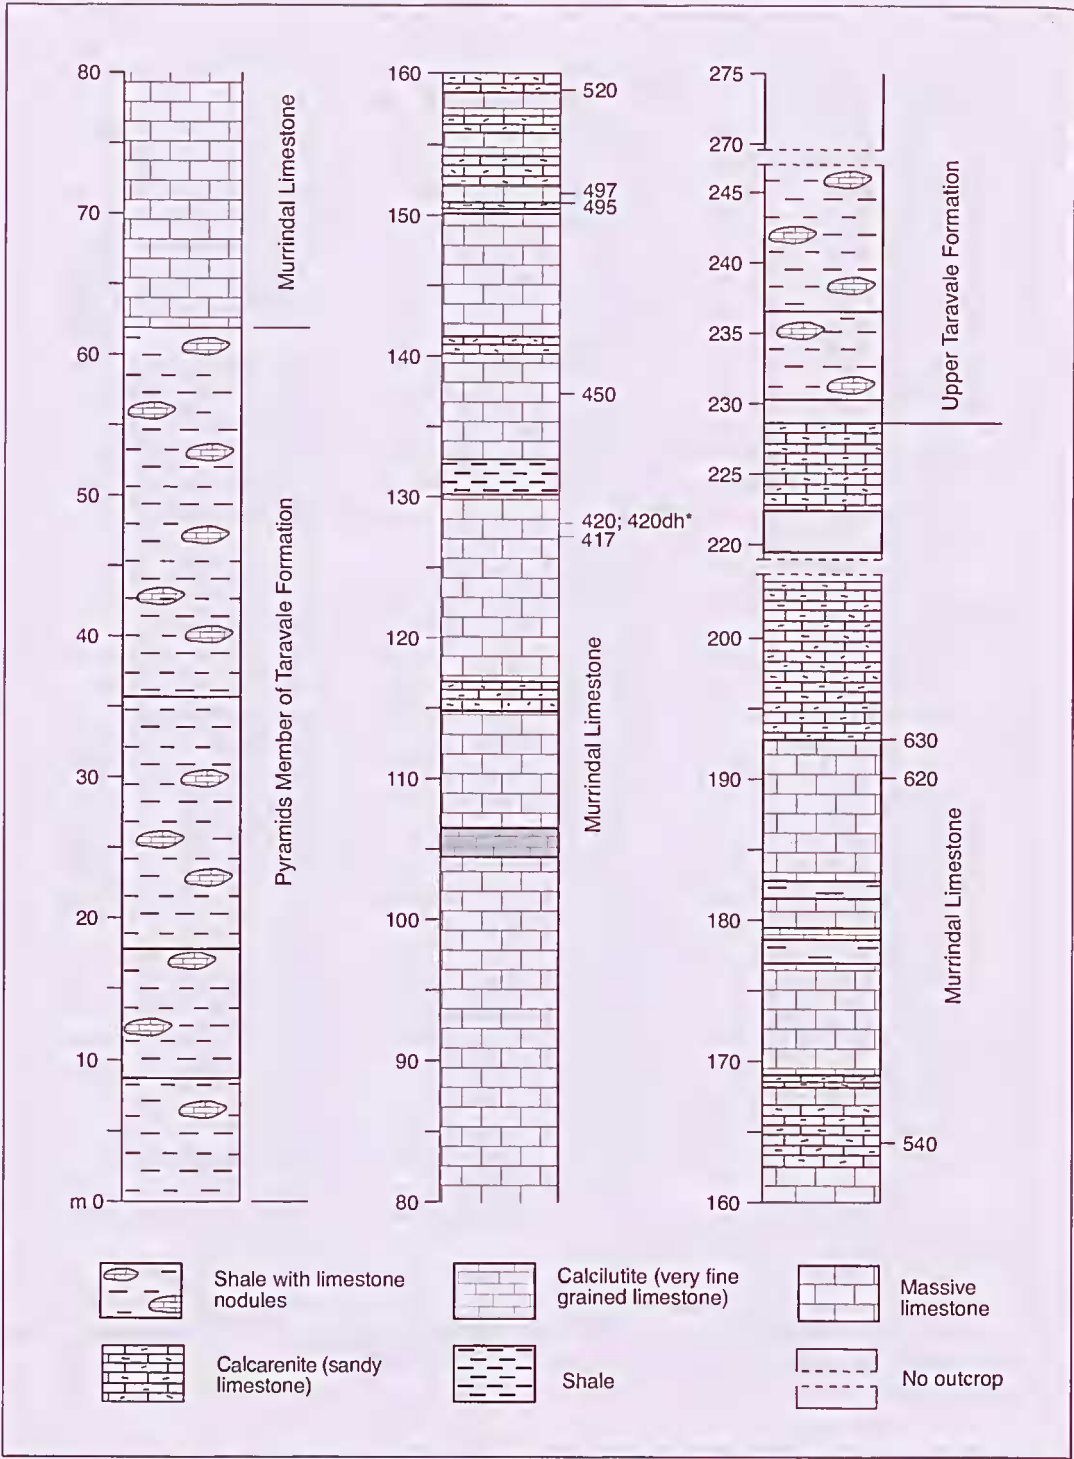 80
70
60
50
40
30
20
10
m 0
Murrindal Limestone
Pyramids Member of Taravale Formation
160
150
140
130
120
110
100
90
80
520
497
495
450
420; 420dh*
417
Murrindal Limestone
275
270
245
240
235
230
225
220
200
190
180
170
160
630
620
540
Upper Taravale Formation
Murrindal Limestone
Shale with limestone
nodules
Calcilutite (very fine
grained limestone)
Massive
limestone
Calcarenite (sandy
limestone)
Shale
No outcrop